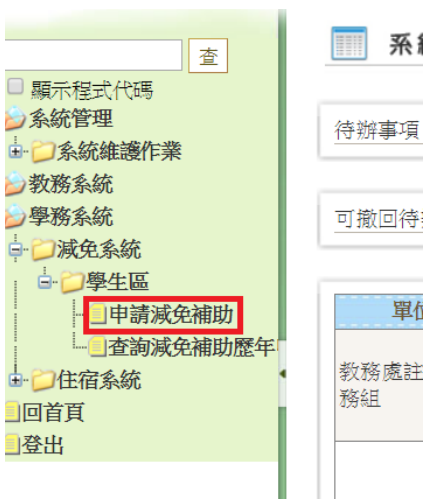 查
顯示程式代碼
系統管理
系統維護作業
教務系統
學務系統
減免系統
學生區
申請減免補助
查詢減免補助歷年
住宿系統
回首頁
登出
系
待辦事項
可撤回待
單位
教務處註
務組